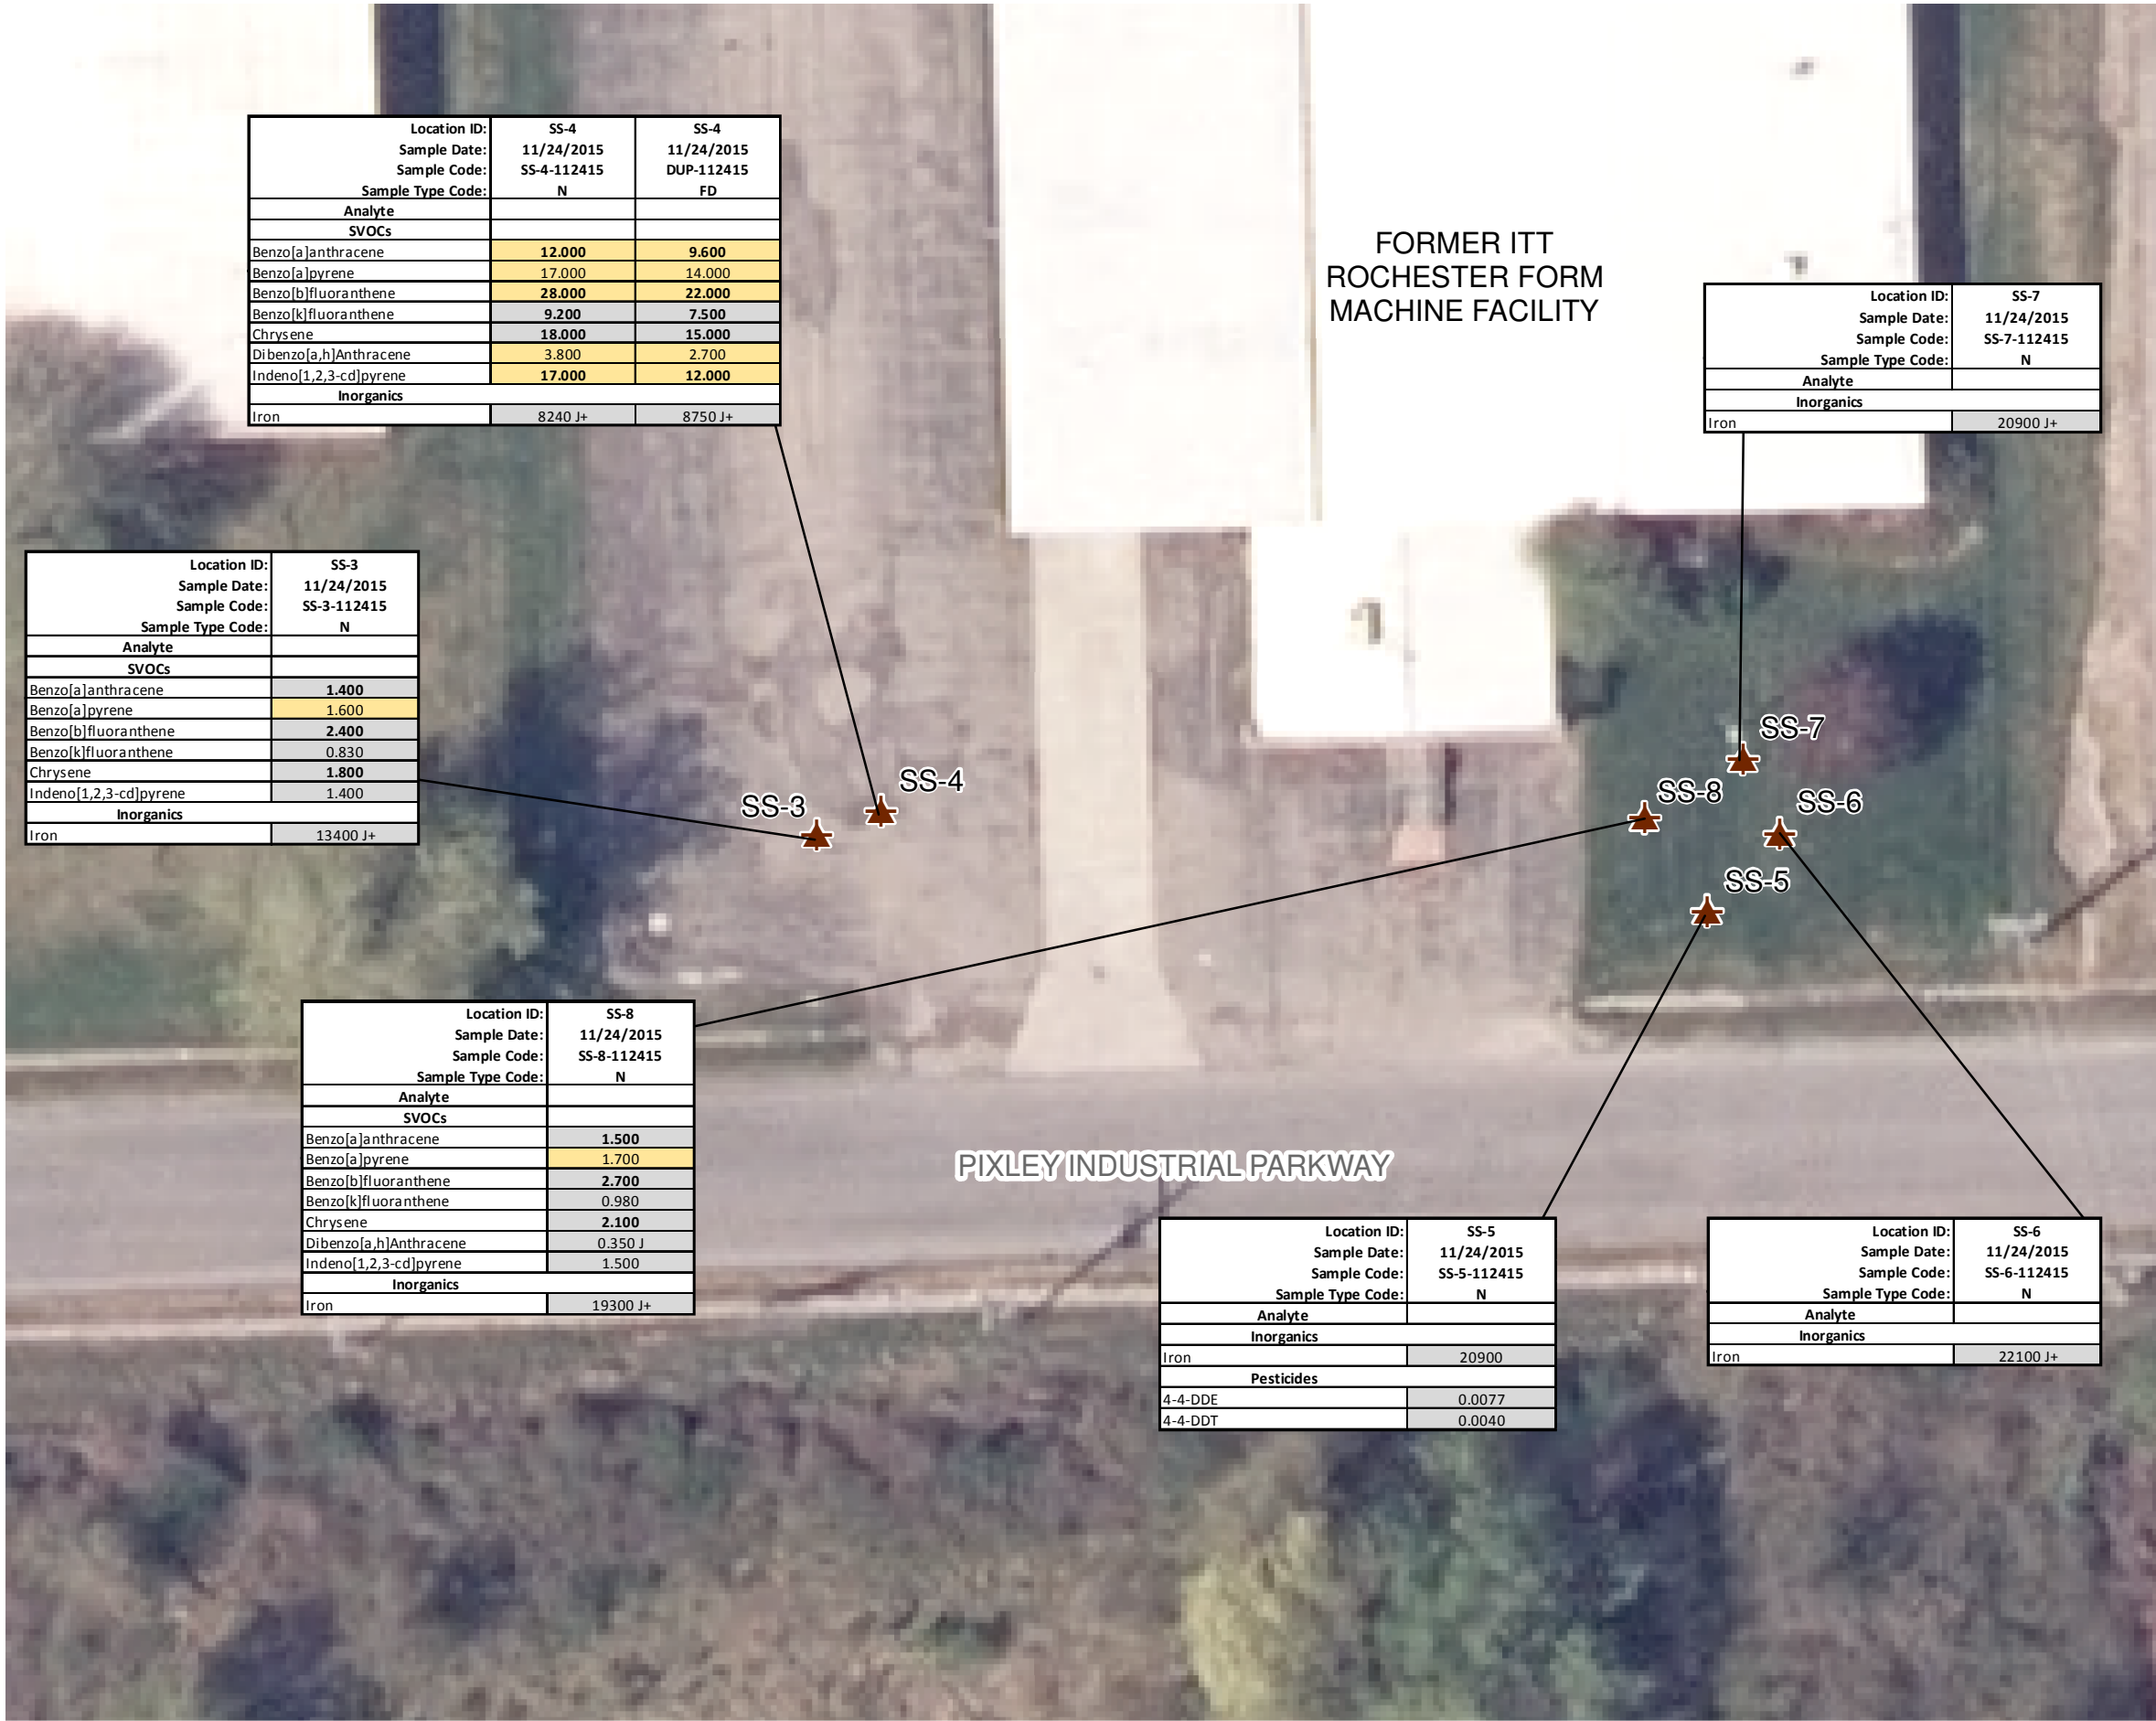 Location ID: SS-4 SS-4
Sample Date: 11/24/2015 11/24/2015
Sample Code: SS-4-112415 DUP-112415
Sample Type Code: N FD
Analyte
SVOCs
Benzo[a]anthracene 12.000 9.600
Benzo[a]pyrene 17.000 14.000
Benzo[b]fluoranthene 28.000 22.000
Benzo[k]fluoranthene 9.200 7.500
Chrysene 18.000 15.000
Dibenzo[a,h]Anthracene 3.800 2.700
Indeno[1,2,3-cd]pyrene 17.000 12.000
Inorganics
Iron 8240 J+ 8750 J+
FORMER ITT
ROCHESTER FORM
MACHINE FACILITY
Location ID: SS-7
Sample Date: 11/24/2015
Sample Code: SS-7-112415
Sample Type Code: N
Analyte
Inorganics
Iron 20900 J+
Location ID: SS-3
Sample Date: 11/24/2015
Sample Code: SS-3-112415
Sample Type Code: N
Analyte
SVOCs
Benzo[a]anthracene 1.400
Benzo[a]pyrene 1.600
Benzo[b]fluoranthene 2.400
Benzo[k]fluoranthene 0.830
Chrysene 1.800
Indeno[1,2,3-cd]pyrene 1.400
Inorganics
Iron 13400 J+
SS-3
SS-4
SS-7
SS-8
SS-6
SS-5
Location ID: SS-8
Sample Date: 11/24/2015
Sample Code: SS-8-112415
Sample Type Code: N
Analyte
SVOCs
Benzo[a]anthracene 1.500
Benzo[a]pyrene 1.700
Benzo[b]fluoranthene 2.700
Benzo[k]fluoranthene 0.980
Chrysene 2.100
Dibenzo[a,h]Anthracene 0.350 J
Indeno[1,2,3-cd]pyrene 1.500
Inorganics
Iron 19300 J+
PIXLEY INDUSTRIAL PARKWAY
Location ID: SS-5
Sample Date: 11/24/2015
Sample Code: SS-5-112415
Sample Type Code: N
Analyte
Inorganics
Iron 20900
Pesticides
4-4-DDE 0.0077
4-4-DDT 0.0040
Location ID: SS-6
Sample Date: 11/24/2015
Sample Code: SS-6-112415
Sample Type Code: N
Analyte
Inorganics
Iron 22100 J+